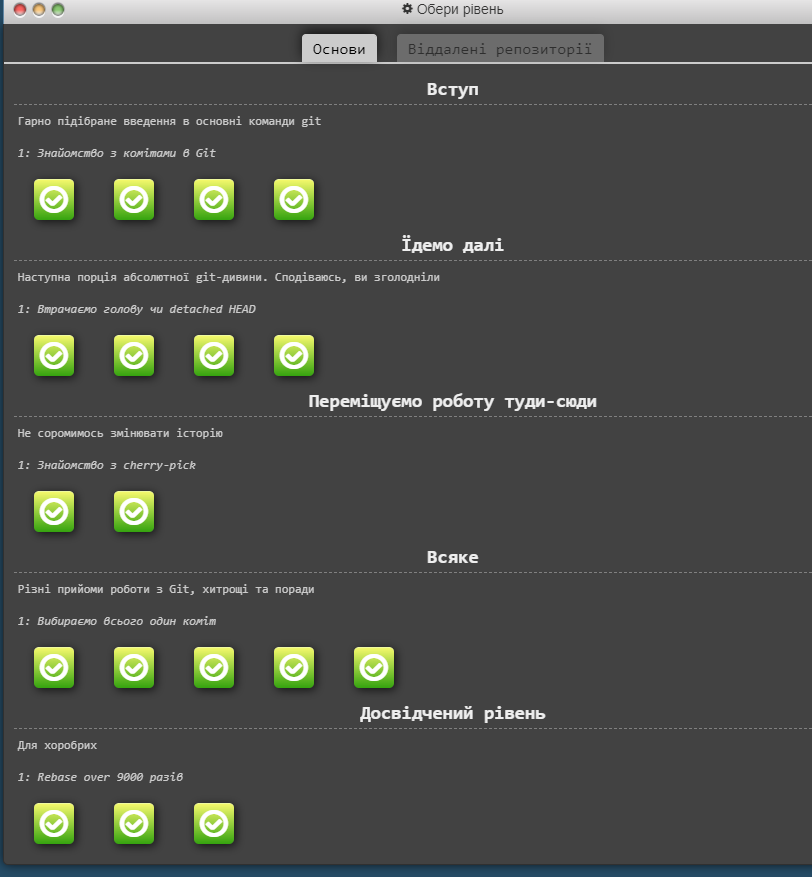 Обери рівень
Основи
Віддалені репозиторії
Вступ
Гарно підібране введення в основні команди git
1: Знайомство з комітами в Git
Їдемо далі
Наступна порція абсолютної git-дивини. Сподіваюсь, ви зголодніли
1: Втрачаємо голову чи detached HEAD
Переміщуємо роботу туди-сюди
Не соромимось змінювати історію
1: Знайомство з cherry-pick
Всяке
Різні прийоми роботи з Git, хитрощі та поради
1: Вибираємо всього один коміт
Досвідчений рівень
Для хоробрих
1: Rebase over 9000 разів